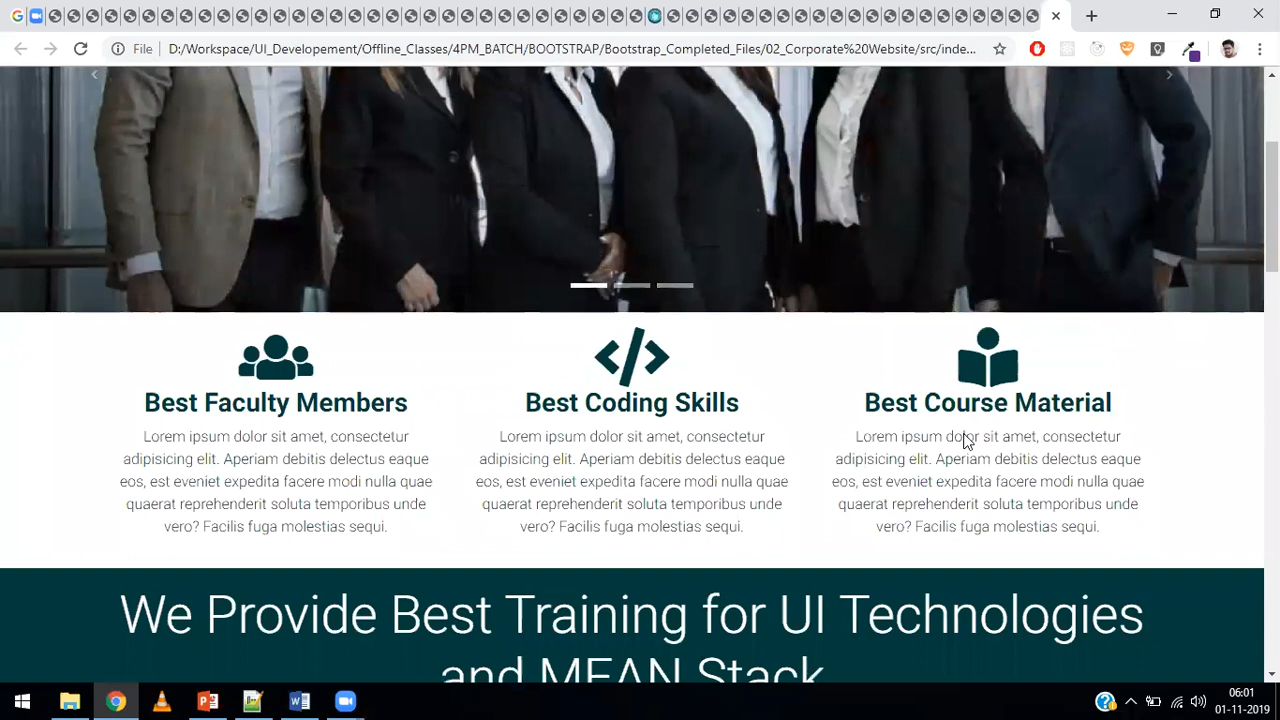 File
D:/Workspace/UI_Developement/Offline_Classes/4PM_BATCH/BOOTSTRAP/Bootstrap_Completed_Files/02_Corporate%20Website/src/inde...
Best Faculty Members
Lorem ipsum dolor sit amet, consectetur
adipisicing elit. Aperiam debitis delectus eaque
eos, est eveniet expedita facere modi nulla quae
quaerat reprehenderit soluta temporibus unde
vero? Facilis fuga molestias sequi.
Best Coding Skills
Lorem ipsum dolor sit amet, consectetur
adipisicing elit. Aperiam debitis delectus eaque
eos, est eveniet expedita facere modi nulla quae
quaerat reprehenderit soluta temporibus unde
vero? Facilis fuga molestias sequi.
Best Course Material
Lorem ipsum dolor sit amet, consectetur
adipisicing elit. Aperiam debitis delectus eaque
eos, est eveniet expedita facere modi nulla quae
quaerat reprehenderit soluta temporibus unde
vero? Facilis fuga molestias sequi.
We Provide Best Training for UI Technologies
and MEAN Stack
06:01
01-11-2019